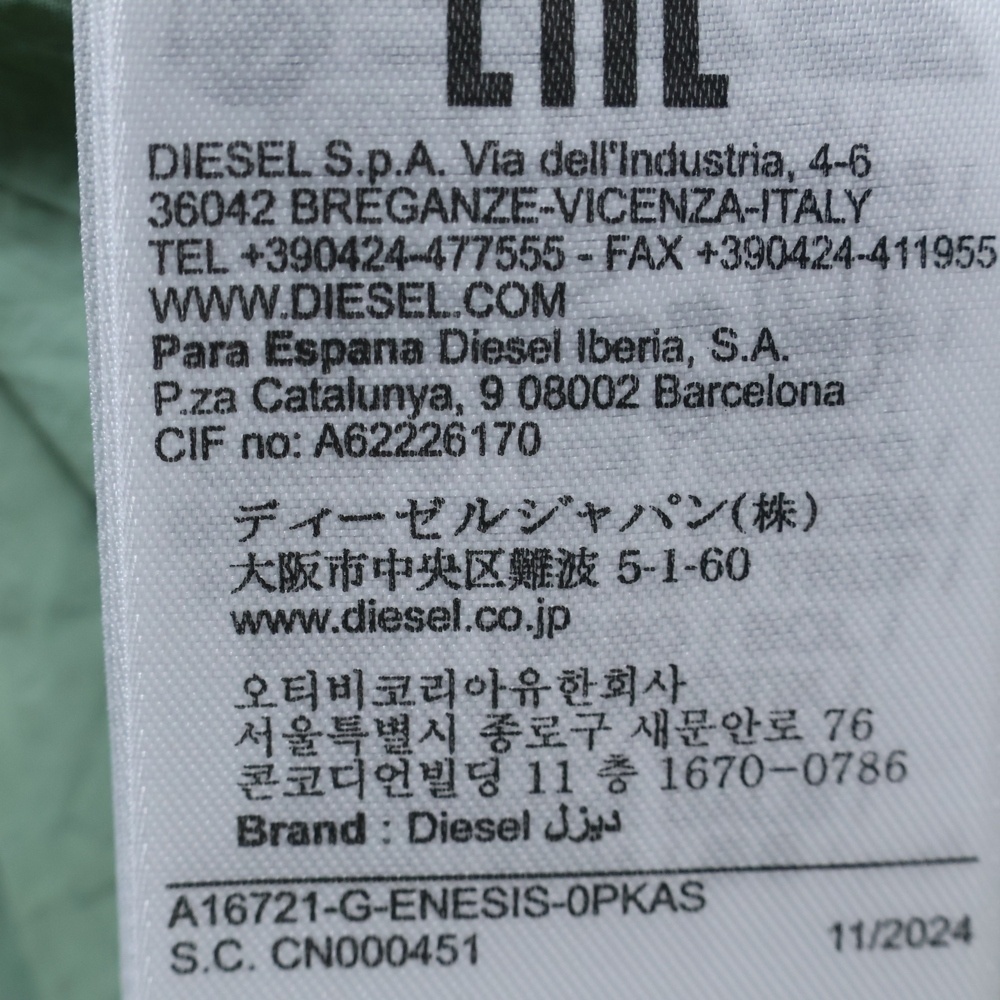 DIESEL S.p.A. Via dell'Industria, 4-6
36042 BREGANZE-VICENZA-ITALY
TEL +390424-477555 - FAX +390424-411955
WWW.DIESEL.COM
Para Espana Diesel Iberia, S.A.
P.za Catalunya, 9 08002 Barcelona
CIF no: A62226170
ディーゼルジャパン(株)
大阪市中央区難波 5-1-60
www.diesel.co.jp
오티비코리아유한회사
서울특별시 종로구 새문안로 76
콘코디언빌딩 11 층 1670-0786
Brand : Diesel ديزل
A16721-G-ENESIS-0PKAS
S.C. CN000451 11/2024